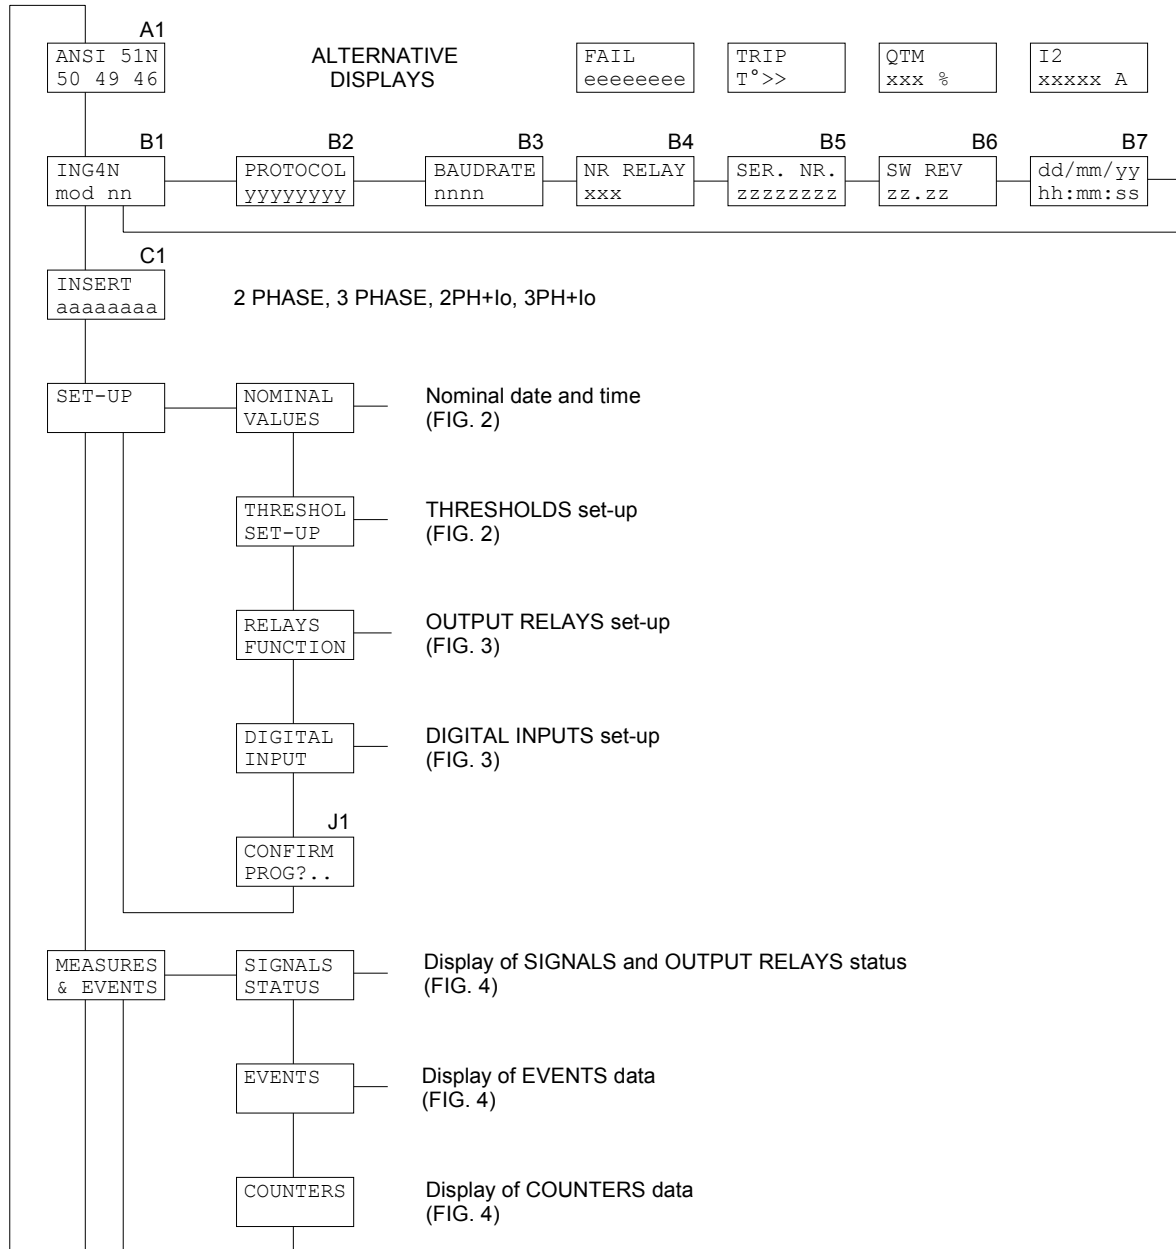 A1
ANSI 51N
50 49 46
ALTERNATIVE
DISPLAYS
FAIL
eeeeeeee
TRIP
T°>>
QTM
xxx %
I2
xxxxx A
B1
ING4N
mod nn
B2
PROTOCOL
yyyyyyyy
B3
BAUDRATE
nnnn
B4
NR RELAY
xxx
B5
SER. NR.
zzzzzzzz
B6
SW REV
zz.zz
B7
dd/mm/yy
hh:mm:ss
C1
INSERT
aaaaaaaa
2 PHASE, 3 PHASE, 2PH+Io, 3PH+Io
SET-UP
NOMINAL
VALUES
Nominal date and time
(FIG. 2)
THRESHOL
SET-UP
THRESHOLDS set-up
(FIG. 2)
RELAYS
FUNCTION
OUTPUT RELAYS set-up
(FIG. 3)
DIGITAL
INPUT
DIGITAL INPUTS set-up
(FIG. 3)
J1
CONFIRM
PROG?..
MEASURES
& EVENTS
SIGNALS
STATUS
Display of SIGNALS and OUTPUT RELAYS status
(FIG. 4)
EVENTS
Display of EVENTS data
(FIG. 4)
COUNTERS
Display of COUNTERS data
(FIG. 4)